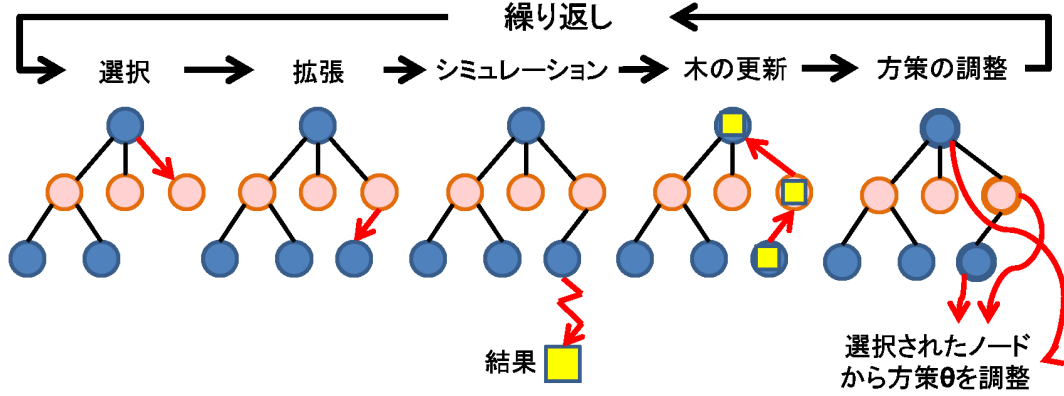 繰り返し
選択
拡張
シミュレーション
木の更新
方策の調整
結果
選択されたノード
から方策θを調整